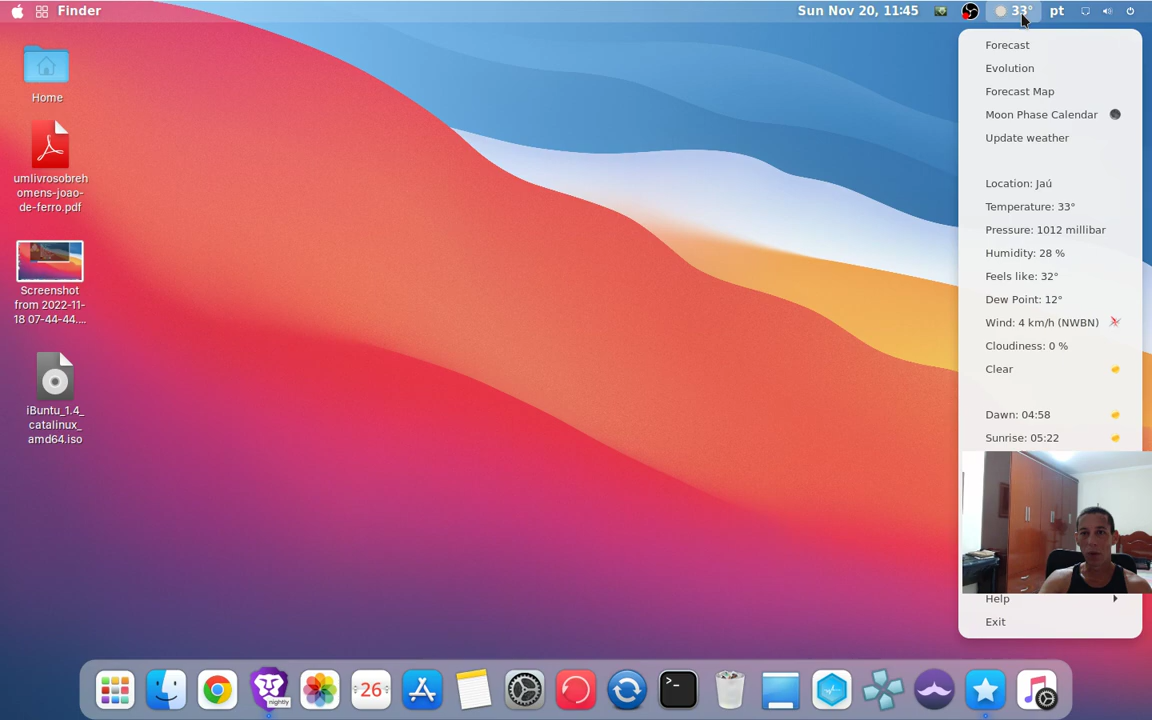 Finder
Sun Nov 20, 11:45
33°
pt
Home
umlivrosobreh
omens-joao-
de-ferro.pdf
Screenshot
from 2022-11-
18 07-44-44....
iBuntu_1.4_
catalinux_
amd64.iso
Forecast
Evolution
Forecast Map
Moon Phase Calendar
Update weather
Location: Jaú
Temperature: 33°
Pressure: 1012 millibar
Humidity: 28 %
Feels like: 32°
Dew Point: 12°
Wind: 4 km/h (NWBN)
Cloudiness: 0 %
Clear
Dawn: 04:58
Sunrise: 05:22
Help
Exit
nightly
26
>_